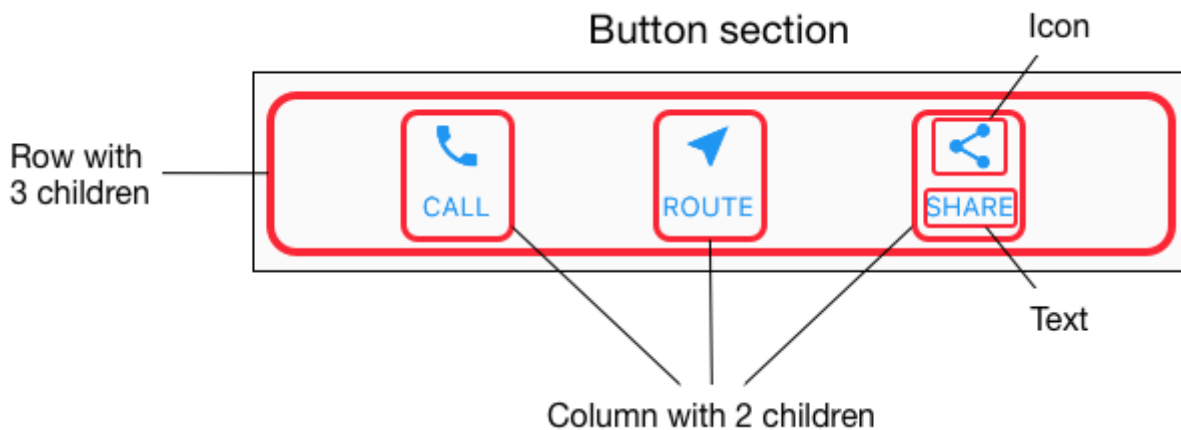 Button section
Icon
Row with
3 children
CALL
ROUTE
SHARE
Text
Column with 2 children